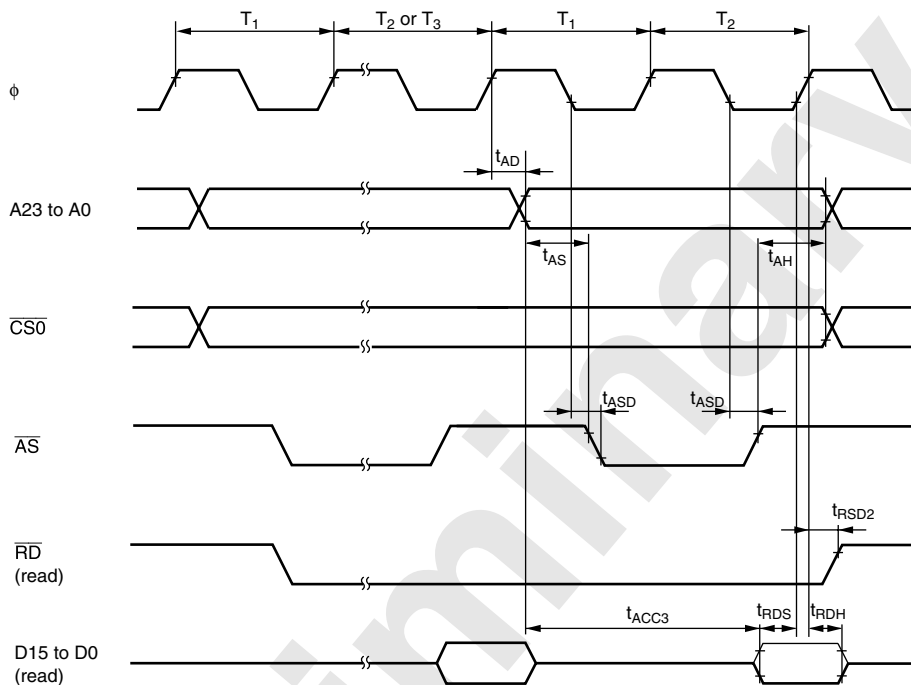 T1 T2 or T3 T1 T2
ϕ
tAD
A23 to A0
tAS tAH
CS0
tASD tASD
AS
tRSD2
RD
(read)
tACC3 tRDS tRDH
D15 to D0
(read)
iminary